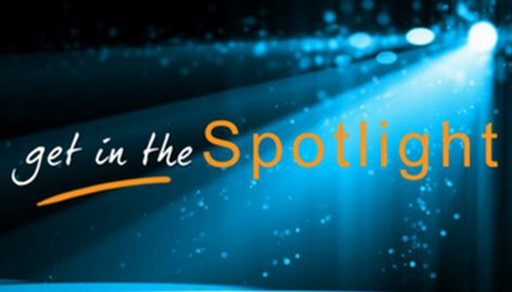 get in the Spotlight